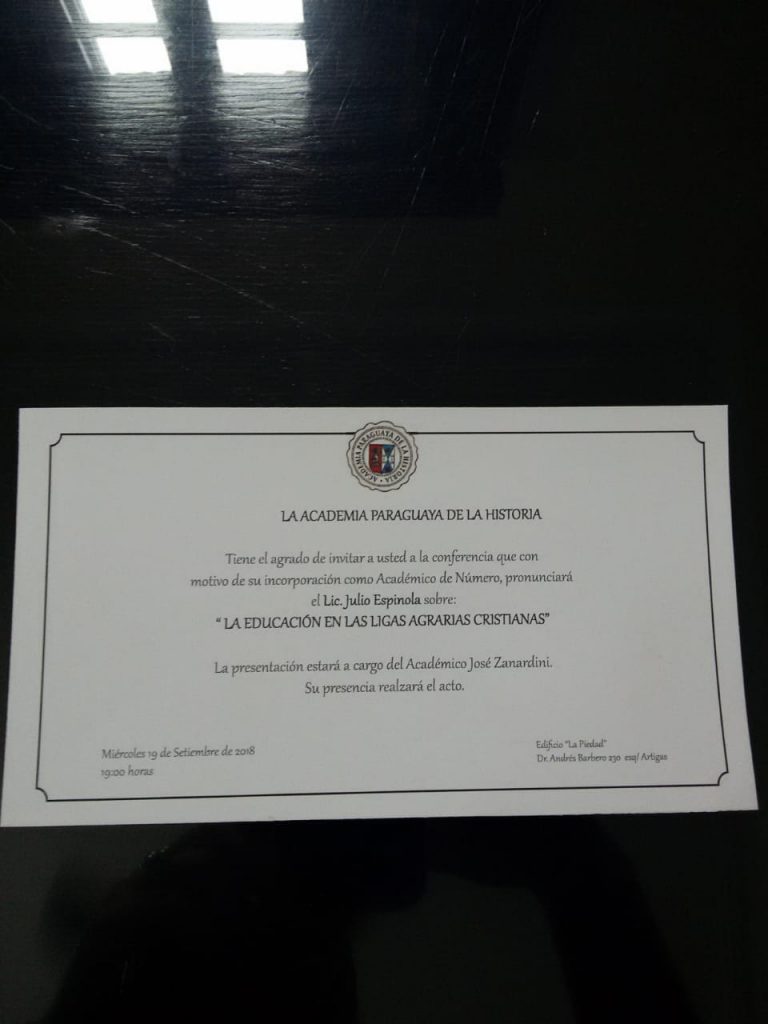 ACADEMIA PARAGUAYA DE LA HISTORIA
LA ACADEMIA PARAGUAYA DE LA HISTORIA
Tiene el agrado de invitar a usted a la conferencia que con
motivo de su incorporación como Académico de Número, pronunciará
el Lic. Julio Espinola sobre:
“ LA EDUCACIÓN EN LAS LIGAS AGRARIAS CRISTIANAS”
La presentación estará a cargo del Académico José Zanardini.
Su presencia realzará el acto.
Miércoles 19 de Setiembre de 2018
19:00 horas
Edificio “La Piedad”
Dr. Andrés Barbero 230 esq/ Artigas